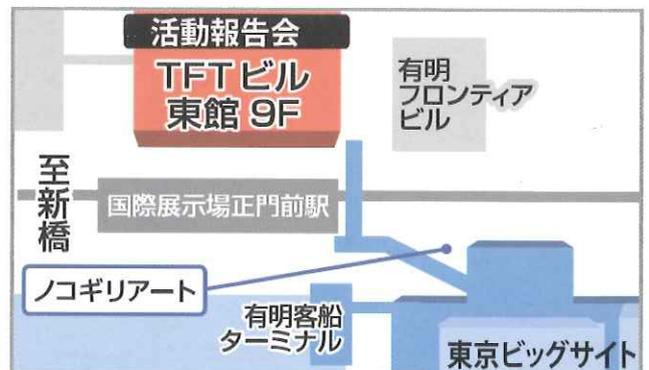 活動報告会
TFTビル
東館 9F
有明
フロンティア
ビル
至新橋
国際展示場正門前駅
ノコギリアート
有明客船
ターミナル
東京ビッグサイト